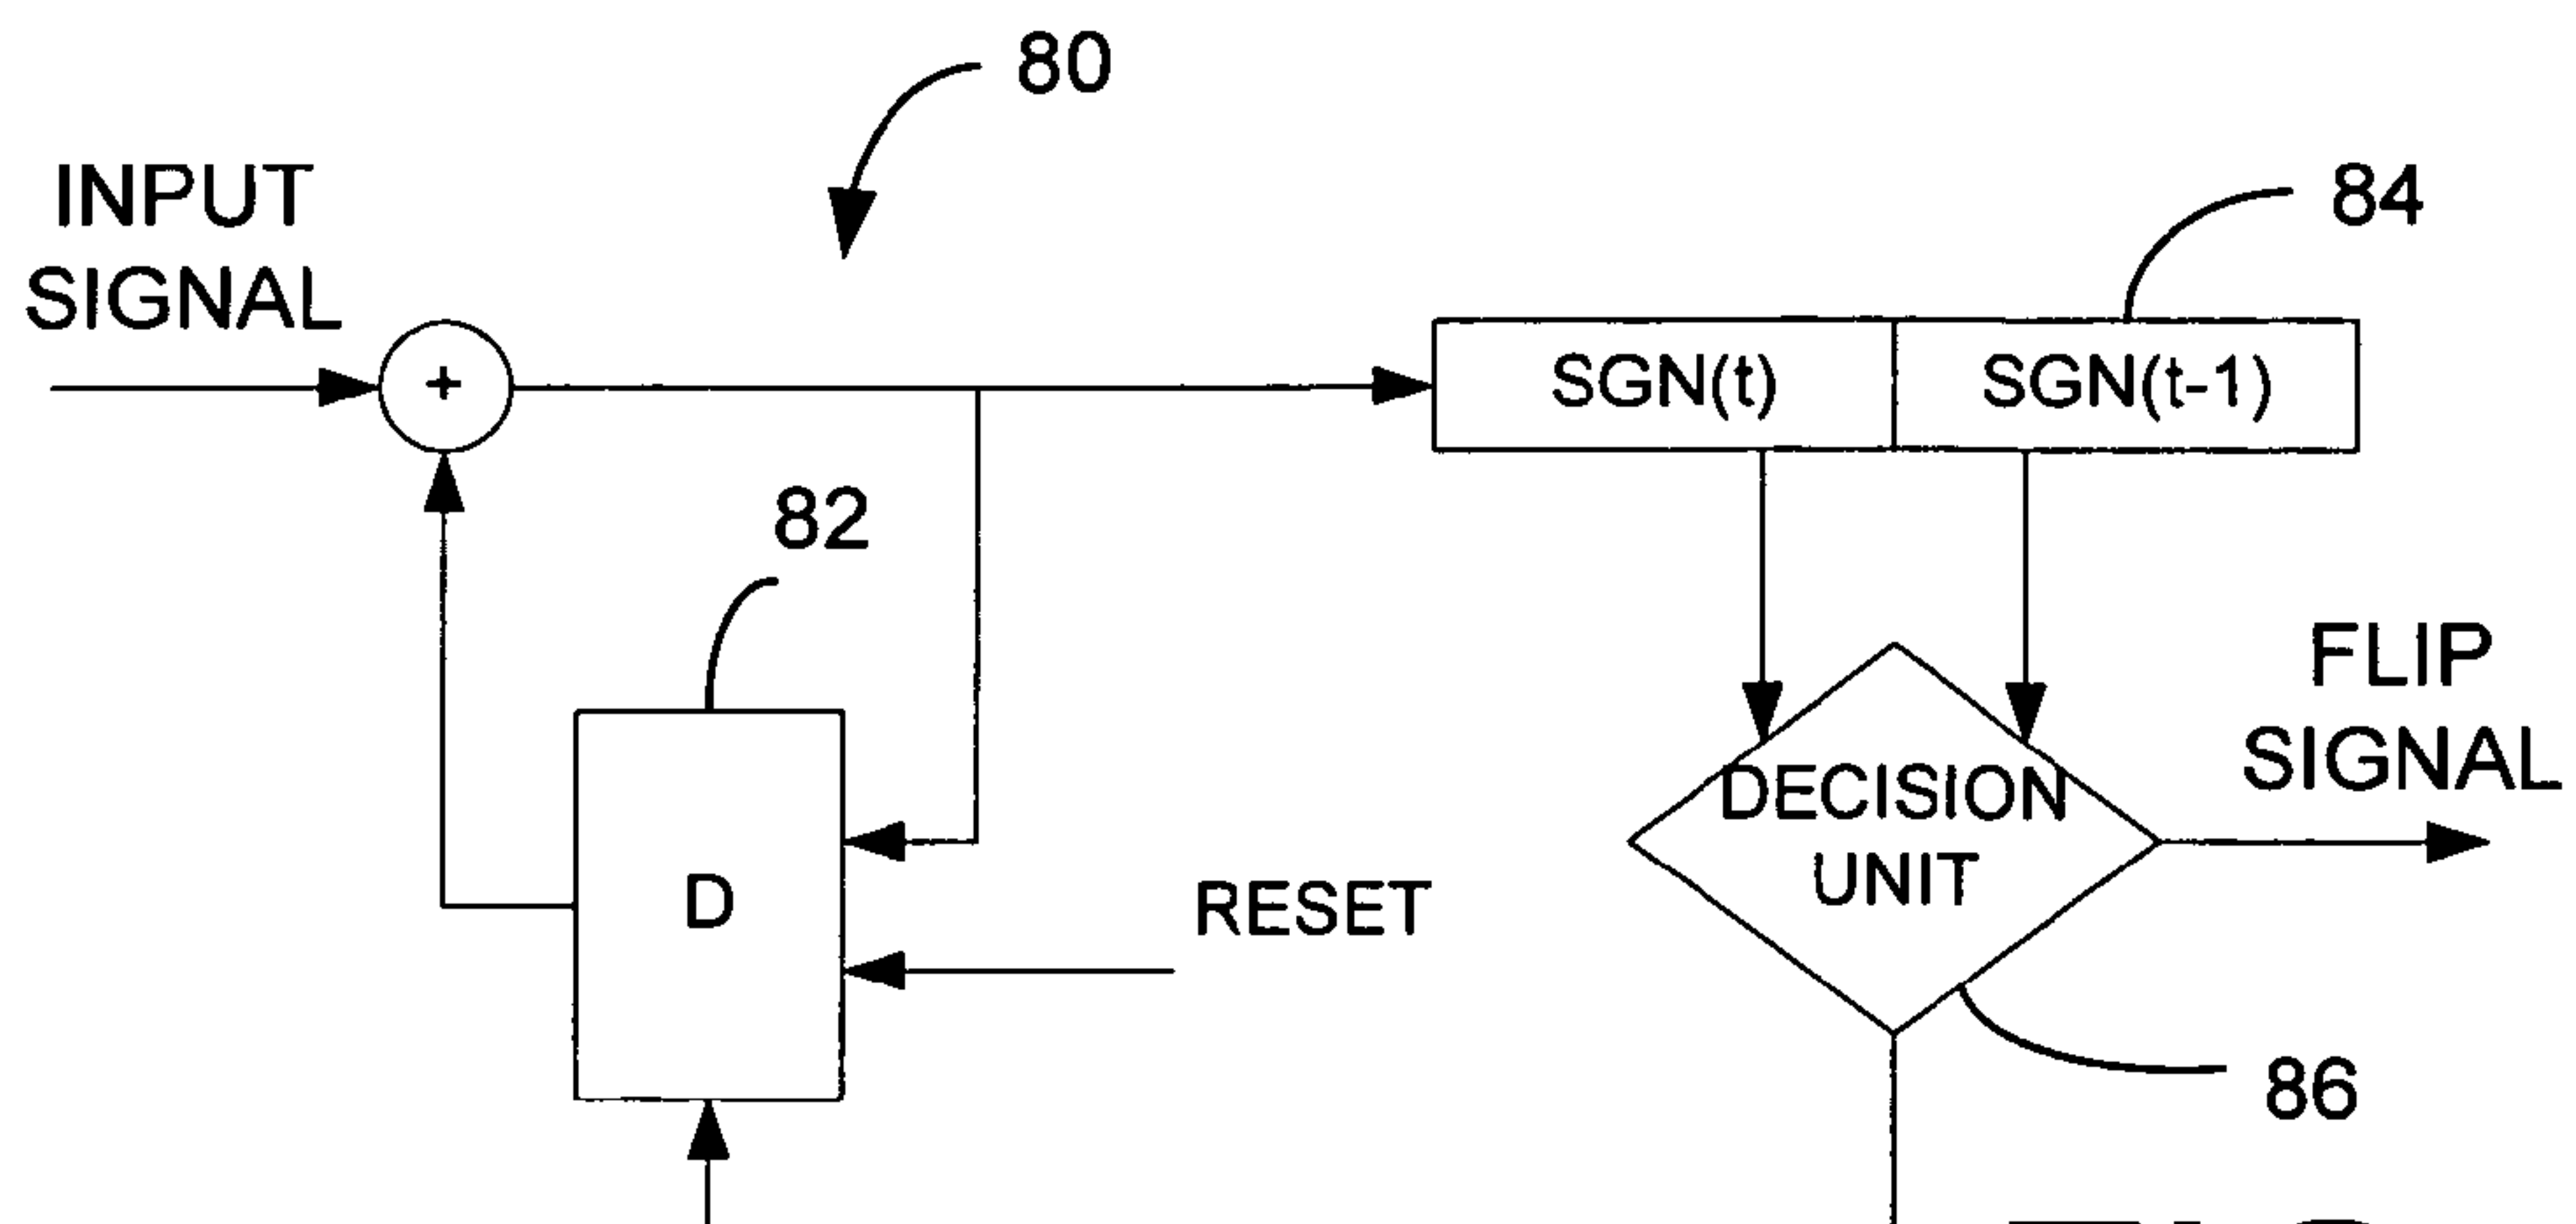 80
INPUT
SIGNAL
84
+
SGN(t)
SGN(t-1)
82
FLIP
SIGNAL
DECISION
UNIT
D
RESET
86